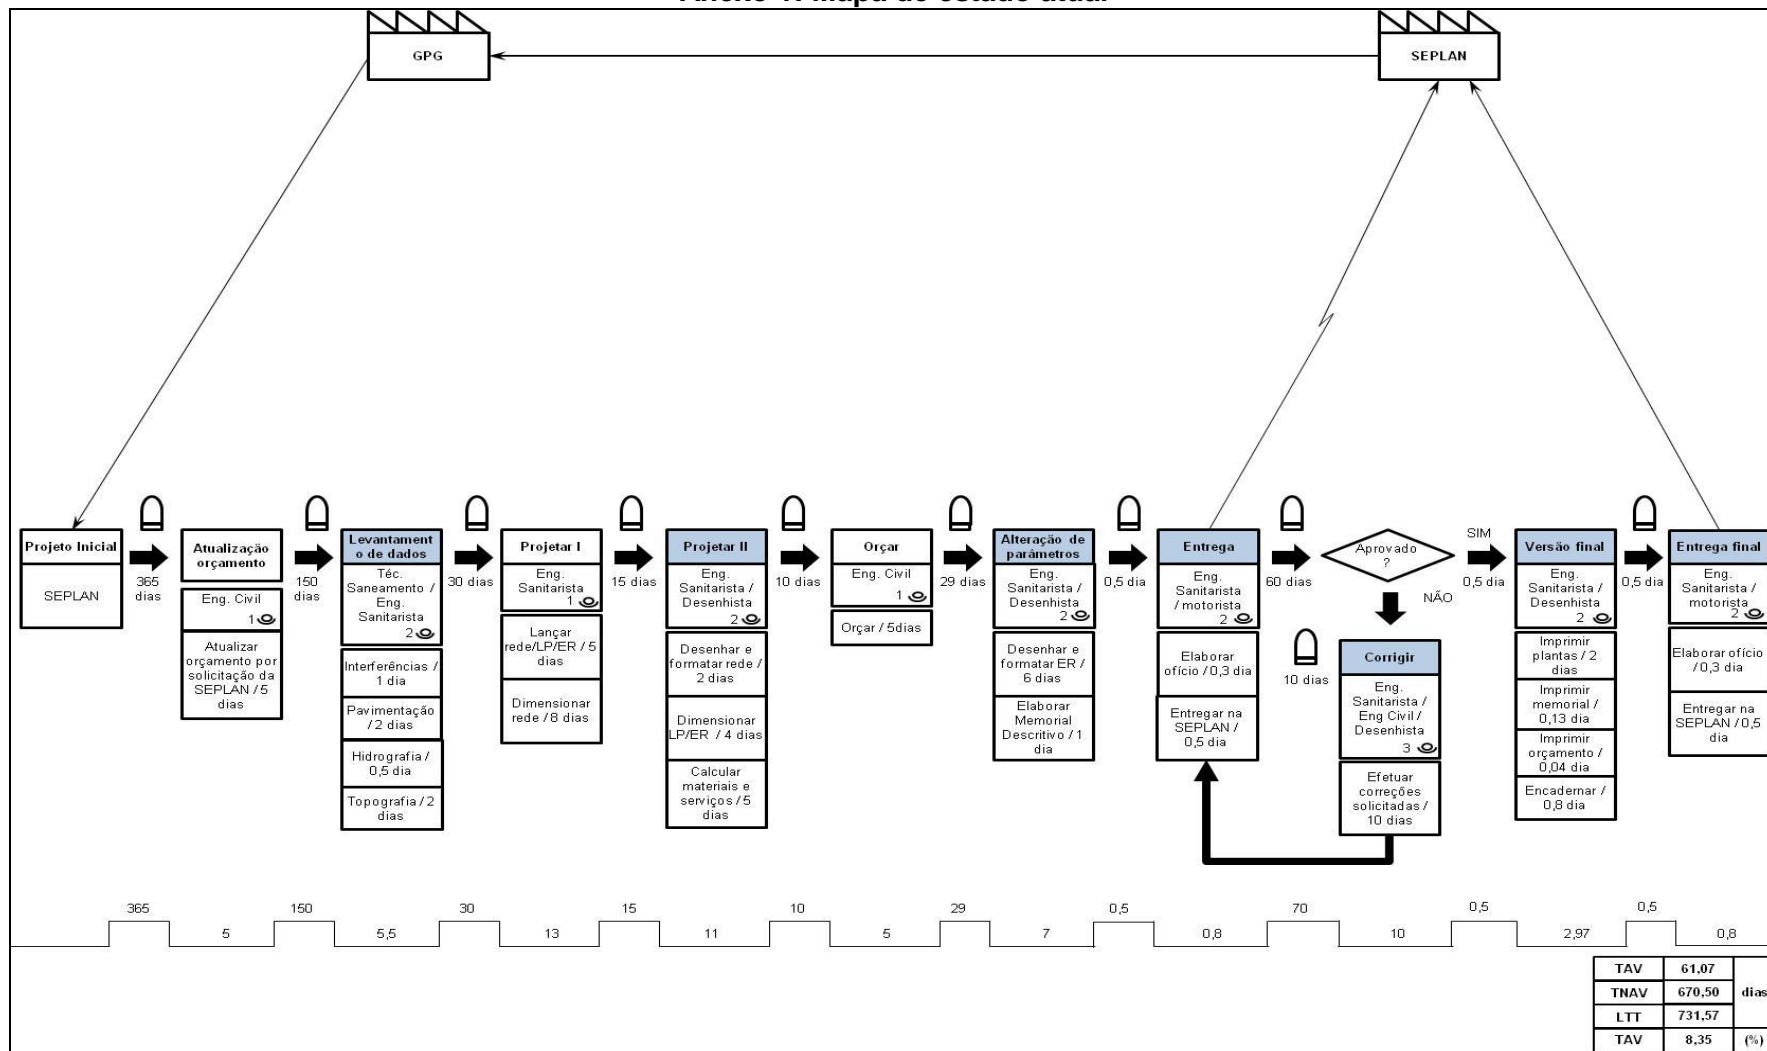 Anexo 1: Mapa do estado atual
GPG
SEPLAN
Projeto Inicial
SEPLAN
365
dias
Atualização
orçamento
Eng. Civil
1
Atualizar
orçamento por
solicitação da
SEPLAN / 5
dias
150
dias
Levantament
o de dados
Téc.
Saneamento /
Eng.
Sanitarista
2
Interferências /
1 dia
Pavimentação
/ 2 dias
Hidrografia /
0,5 dia
Topografia / 2
dias
30 dias
Projetar I
Eng.
Sanitarista
1
Lançar
rede/LP/ER / 5
dias
Dimensionar
rede / 8 dias
15 dias
Projetar II
Eng.
Sanitarista /
Desenhista
2
Desenhar e
formatar rede /
2 dias
Dimensionar
LP/ER / 4 dias
Calcular
materiais e
serviços / 5
dias
10 dias
Orçar
Eng. Civil
1
Orçar / 5dias
29 dias
Alteração de
parâmetros
Eng.
Sanitarista /
Desenhista
2
Desenhar e
formatar ER /
6 dias
Elaborar
Memorial
Descritivo / 1
dia
0,5 dia
Entrega
Eng.
Sanitarista
/ motorista
2
Elaborar
ofício / 0,3 dia
Entregar na
SEPLAN /
0,5 dia
60 dias
Aprovado
?
SIM
0,5 dia
NÃO
10 dias
Corrigir
Eng.
Sanitarista /
Eng Civil /
Desenhista
3
Efetuar
correções
solicitadas /
10 dias
Versão final
Eng.
Sanitarista /
Desenhista
2
Imprimir
plantas / 2
dias
Imprimir
memorial /
0,13 dia
Imprimir
orçamento /
0,04 dia
Encadernar /
0,8 dia
0,5 dia
Entrega final
Eng.
Sanitarista /
motorista
2
Elaborar ofício
/ 0,3 dia
Entregar na
SEPLAN / 0,5
dia
365 150 30 15 10 29 0,5 70 0,5 0,5
5 5,5 13 11 5 7 0,8 10 2,97 0,8
TAV 61,07
TNAV 670,50 dias
LTT 731,57
TAV 8,35 (%)